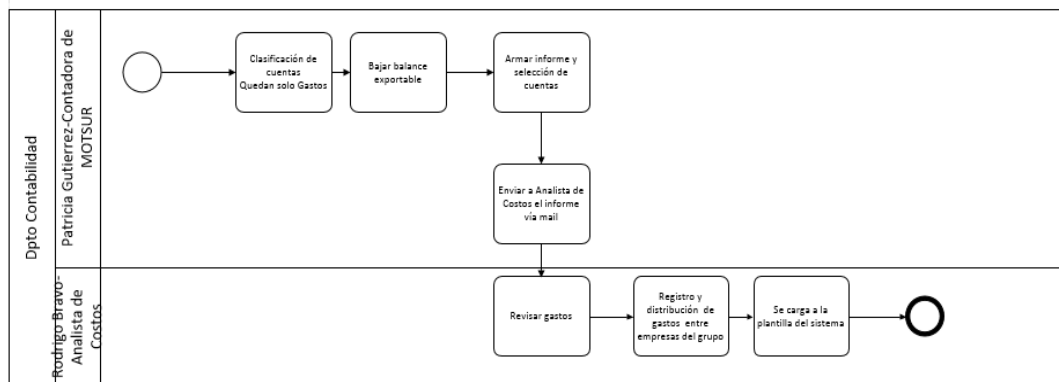 Dpto Contabilidad
Patricia Gutierrez-Contadora de
MOTSUR
Clasificación de
cuentas
Quedan solo Gastos
Bajar balance
exportable
Armar informe y
selección de
cuentas
Enviar a Analista de
Costos el informe
vía mail
Rodrigo Bravo-
Analista de
Costos
Revisar gastos
Registro y
distribución de
gastos entre
empresas del grupo
Se carga a la
plantilla del sistema